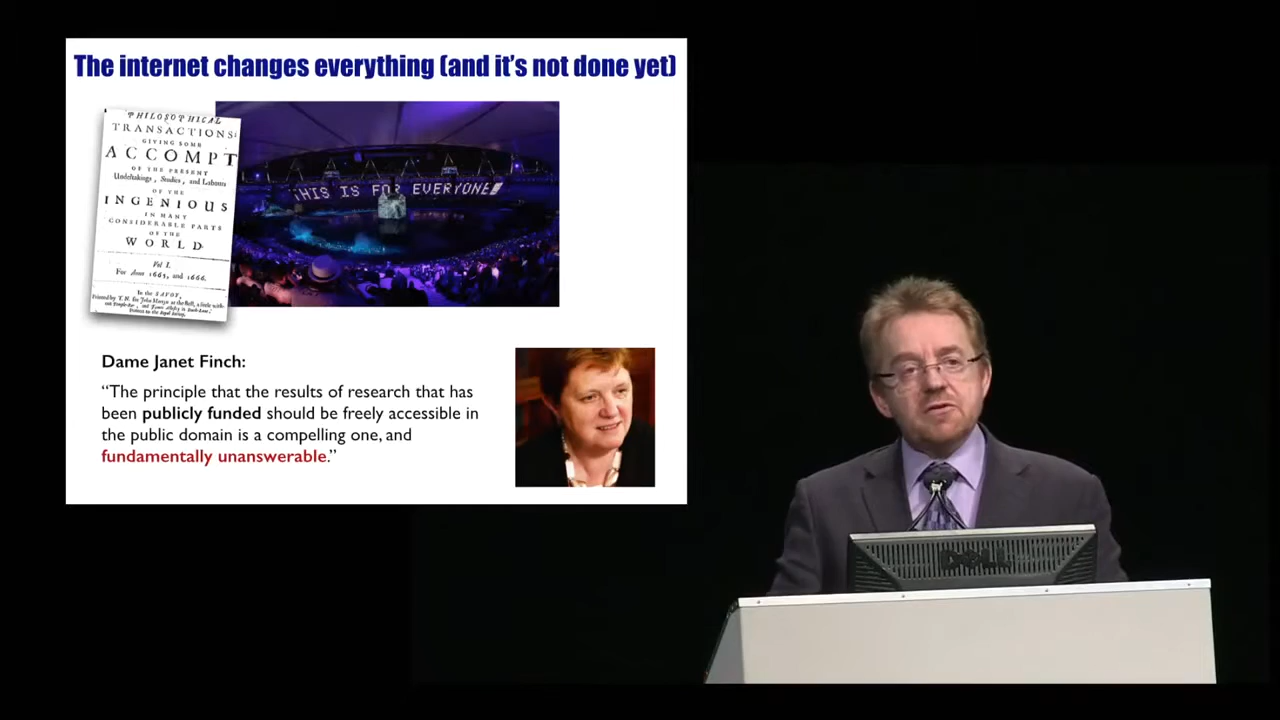 The internet changes everything (and it's not done yet)
PHILOSOPHICAL
TRANSACTIONS:
GIVING SOME
ACCOMPT
OF THE PRESENT
Undertakings, Studies, and Labours
OF THE
INGENIOUS
IN MANY
CONSIDERABLE PARTS
OF THE
WORLD
Vol I.
For Anno 1665, and 1666.
In the SAVOY,
THIS IS FOR EVERYONE
Dame Janet Finch:
“The principle that the results of research that has
been publicly funded should be freely accessible in
the public domain is a compelling one, and
fundamentally unanswerable.”
DELL